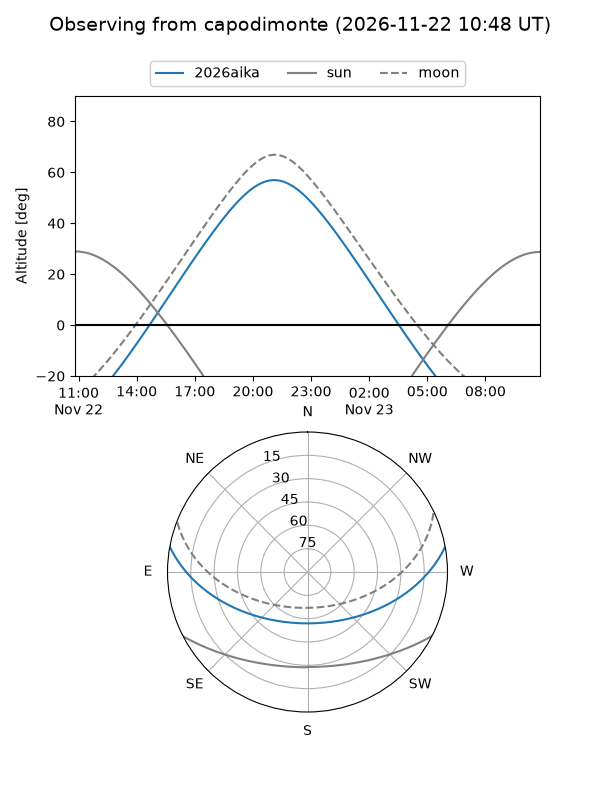 Observing from capodimonte (2026-11-22 10:48 UT)
2026aika sun moon
Altitude [deg]
80
60
40
20
0
−20
11:00 14:00 17:00 20:00 23:00 02:00 05:00 08:00
Nov 22 Nov 23
N
NE NW
15
30
45
60
75
E W
SE SW
S